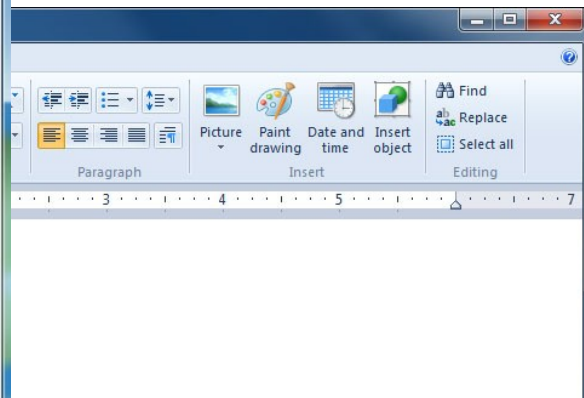 Find
Replace
Select all
Picture Paint drawing Date and time Insert object
Paragraph Insert Editing
3 4 5 7